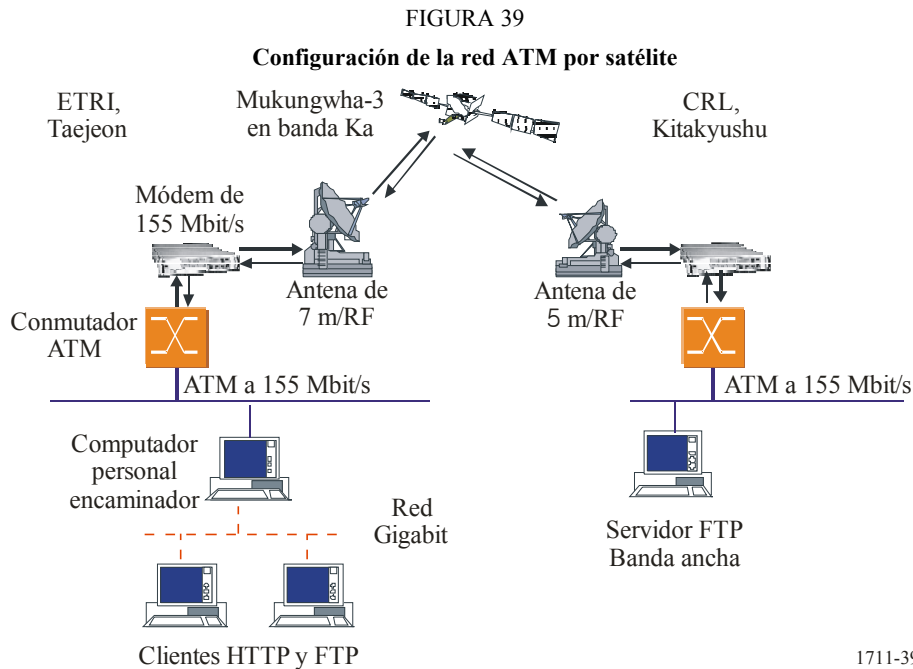 FIGURA 39
Configuración de la red ATM por satélite
ETRI,
Taejeon
Mukungwha-3
en banda Ka
CRL,
Kitakyushu
Módem de
155 Mbit/s
Antena de
7 m/RF
Antena de
5 m/RF
Conmutador
ATM
ATM a 155 Mbit/s
ATM a 155 Mbit/s
Computador
personal
encaminador
Red
Gigabit
Servidor FTP
Banda ancha
Clientes HTTP y FTP
1711-39